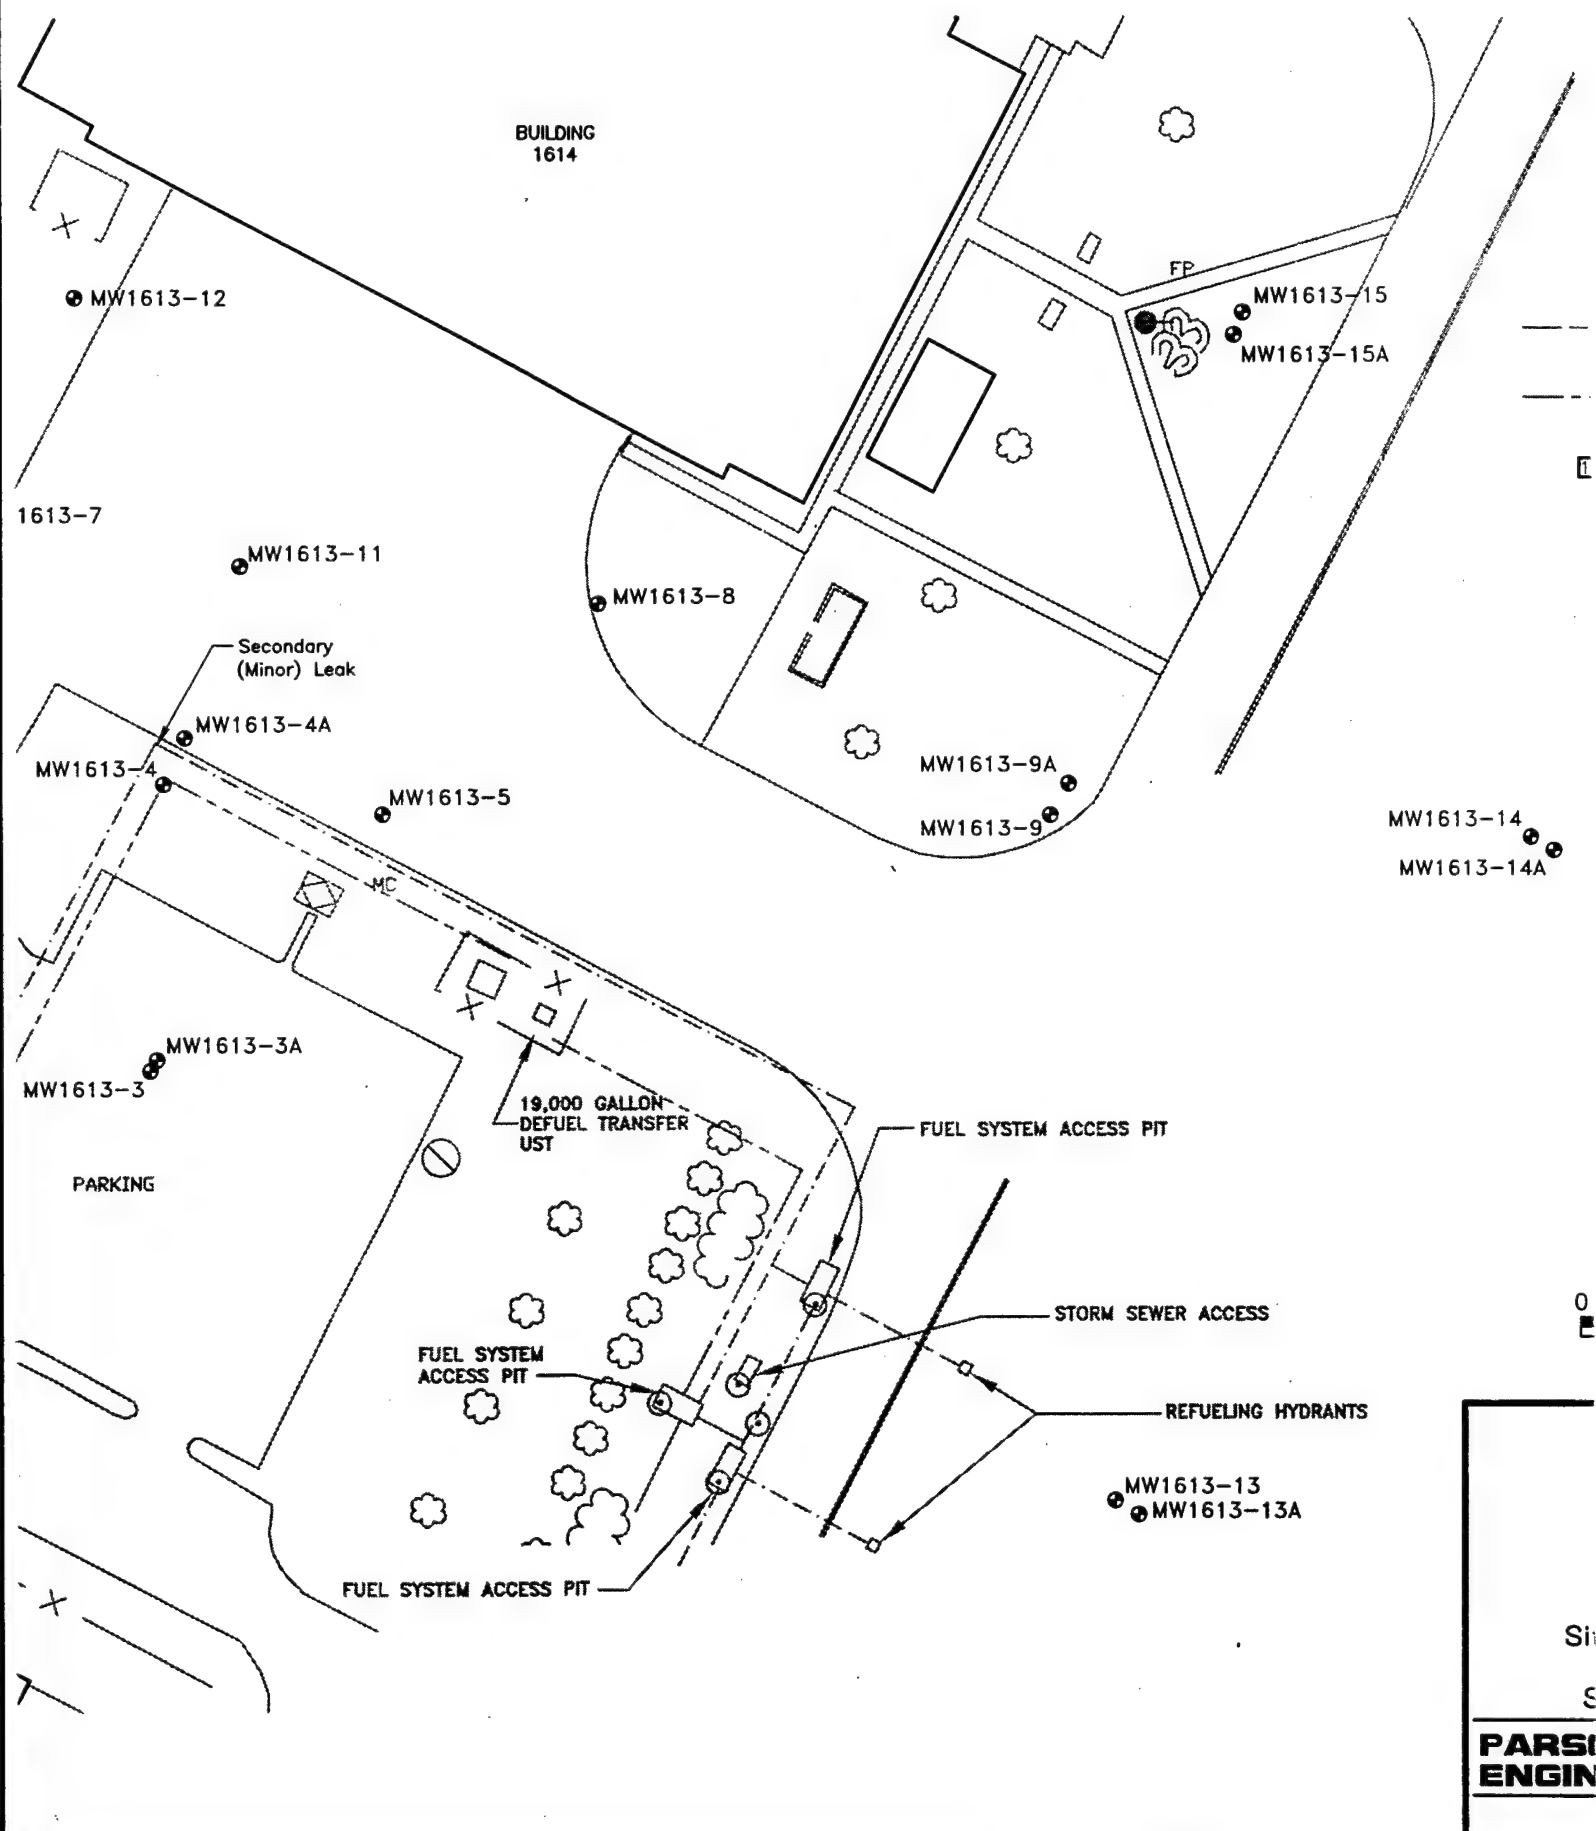 BUILDING
1614
MW1613-12
FP
MW1613-15
MW1613-15A
1613-7
MW1613-11
MW1613-8
Secondary
(Minor) Leak
MW1613-4A
MW1613-4
MW1613-5
MW1613-9A
MW1613-9
MW1613-14
MW1613-14A
MC
MW1613-3A
MW1613-3
19,000 GALLON
DEFUEL TRANSFER
UST
FUEL SYSTEM ACCESS PIT
PARKING
STORM SEWER ACCESS
0
FUEL SYSTEM
ACCESS PIT
REFUELING HYDRANTS
MW1613-13
MW1613-13A
FUEL SYSTEM ACCESS PIT
7
S